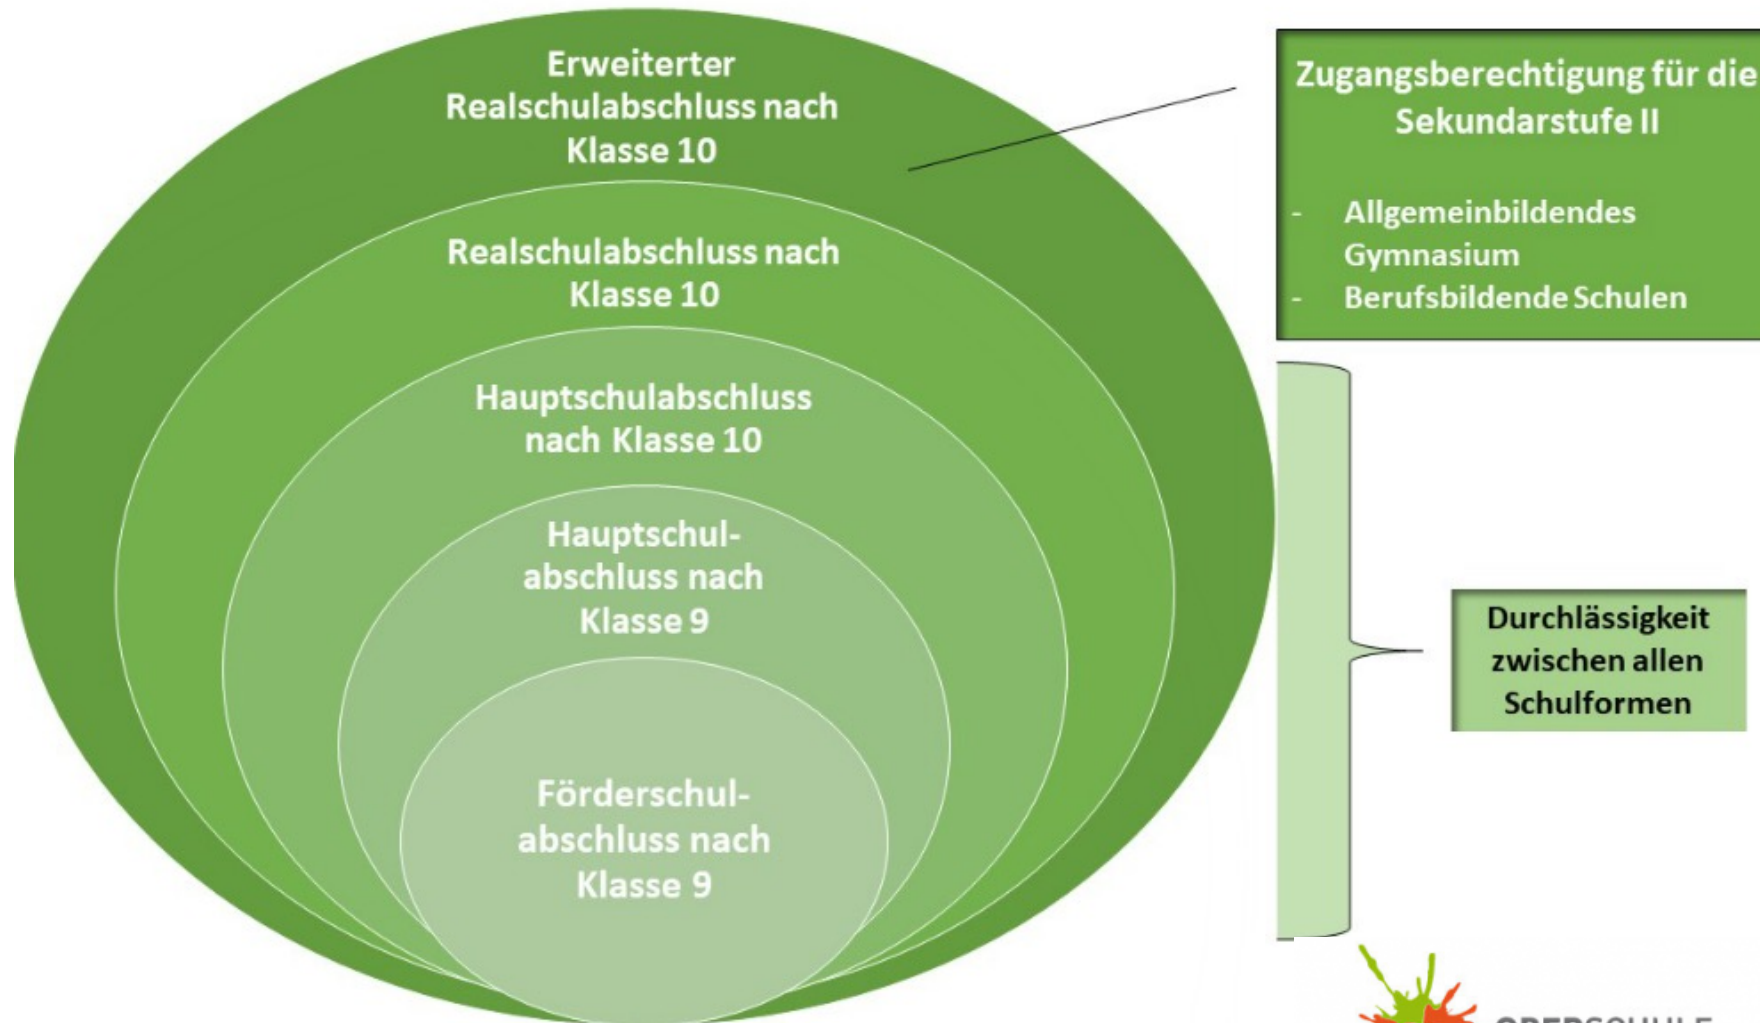 Erweiterter
Realschulabschluss nach
Klasse 10
Realschulabschluss nach
Klasse 10
Hauptschulabschluss
nach Klasse 10
Hauptschul-
abschluss nach
Klasse 9
Förderschul-
abschluss nach
Klasse 9
Zugangsberechtigung für die
Sekundarstufe II
- Allgemeinbildendes
Gymnasium
- Berufsbildende Schulen
Durchlässigkeit
zwischen allen
Schulformen
OBERSCHULE